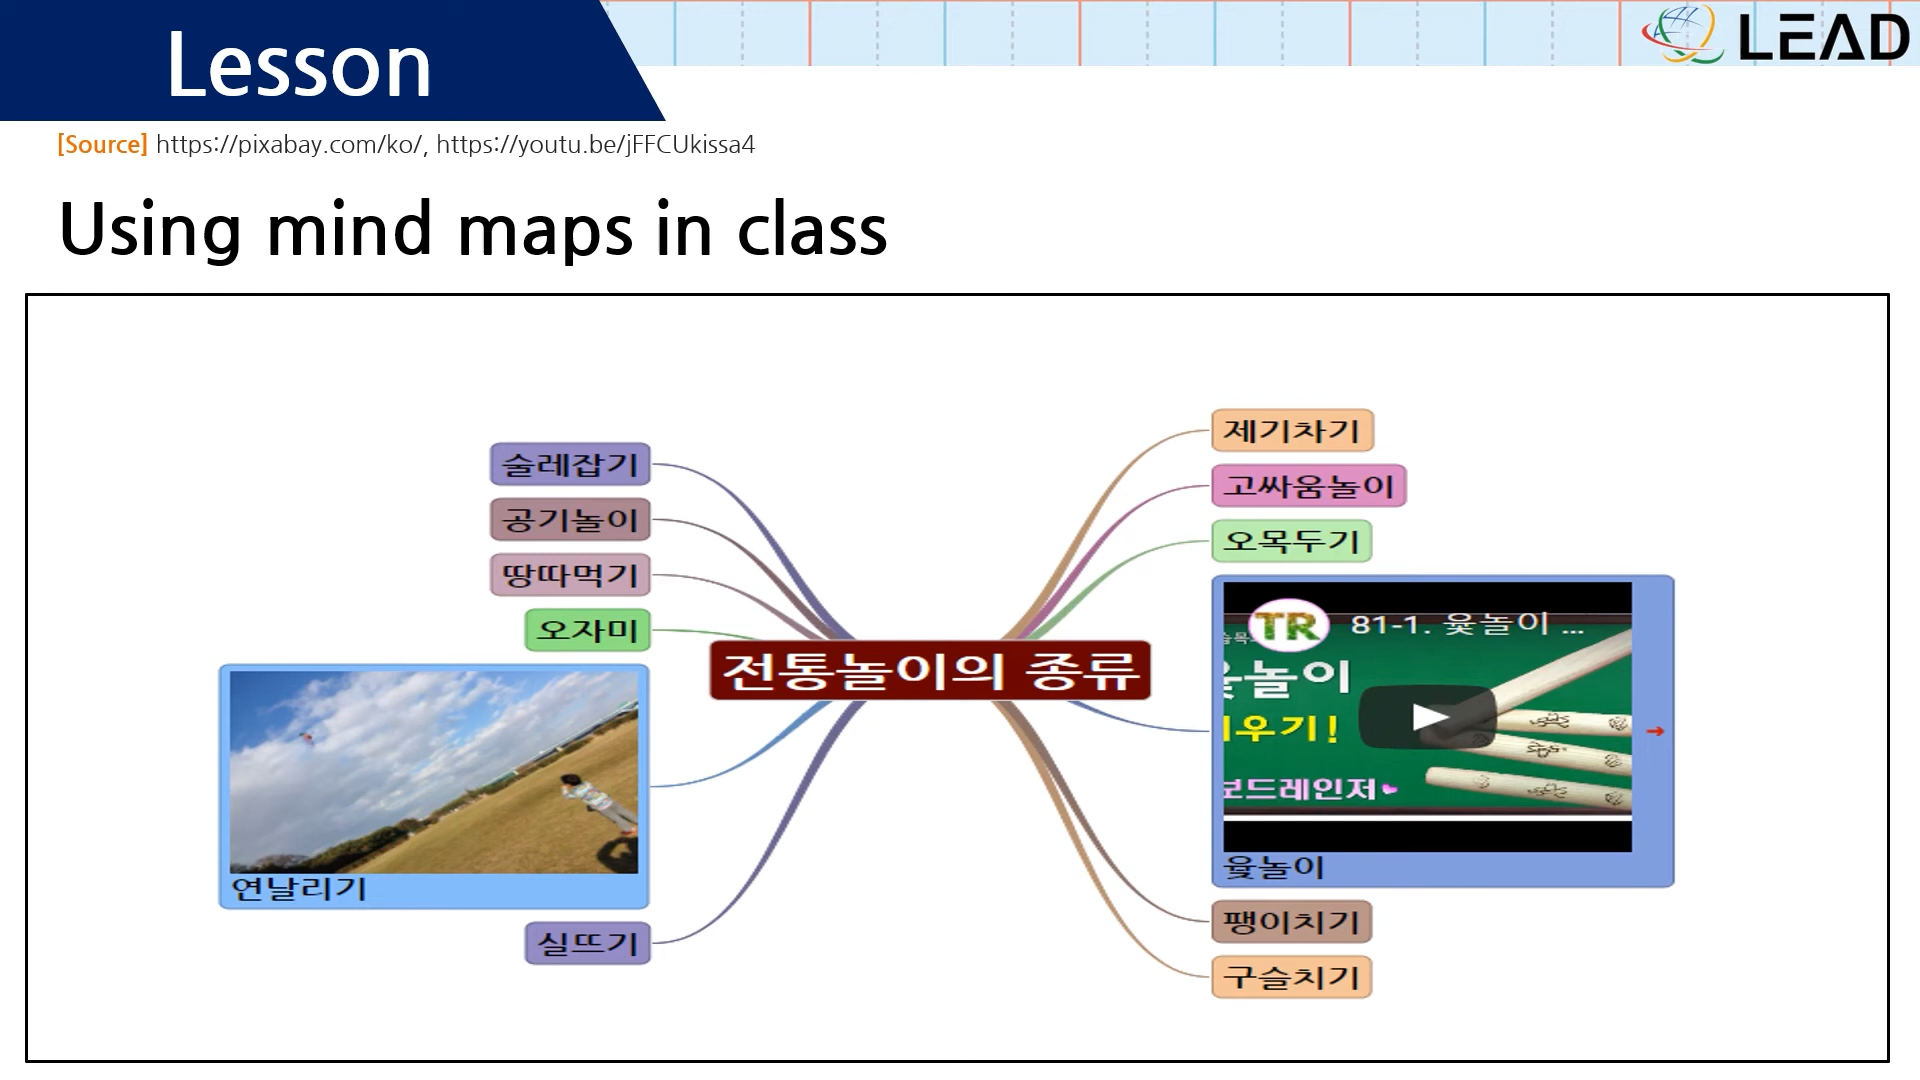 Lesson
LEAD
[Source] https://pixabay.com/ko/, https://youtu.be/jFFCUkissa4
Using mind maps in class
전통놀이의 종류
술레잡기
공기놀이
땅따먹기
오자미
연날리기
실뜨기
제기차기
고싸움놀이
오목두기
TR 81-1. 윷놀이 ...
윷놀이
우기!
보드레인저
윷놀이
팽이치기
구슬치기